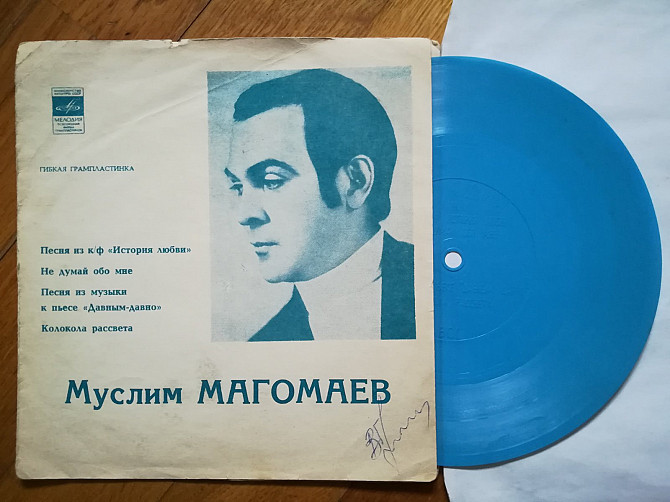 МЕЛОДИЯ
ГИБКАЯ ГРАМПЛАСТИНКА
Песня из к/ф «История любви»
Не думай обо мне
Песня из музыки
к пьесе «Давным-давно»
Колокола рассвета
Муслим МАГОМАЕВ